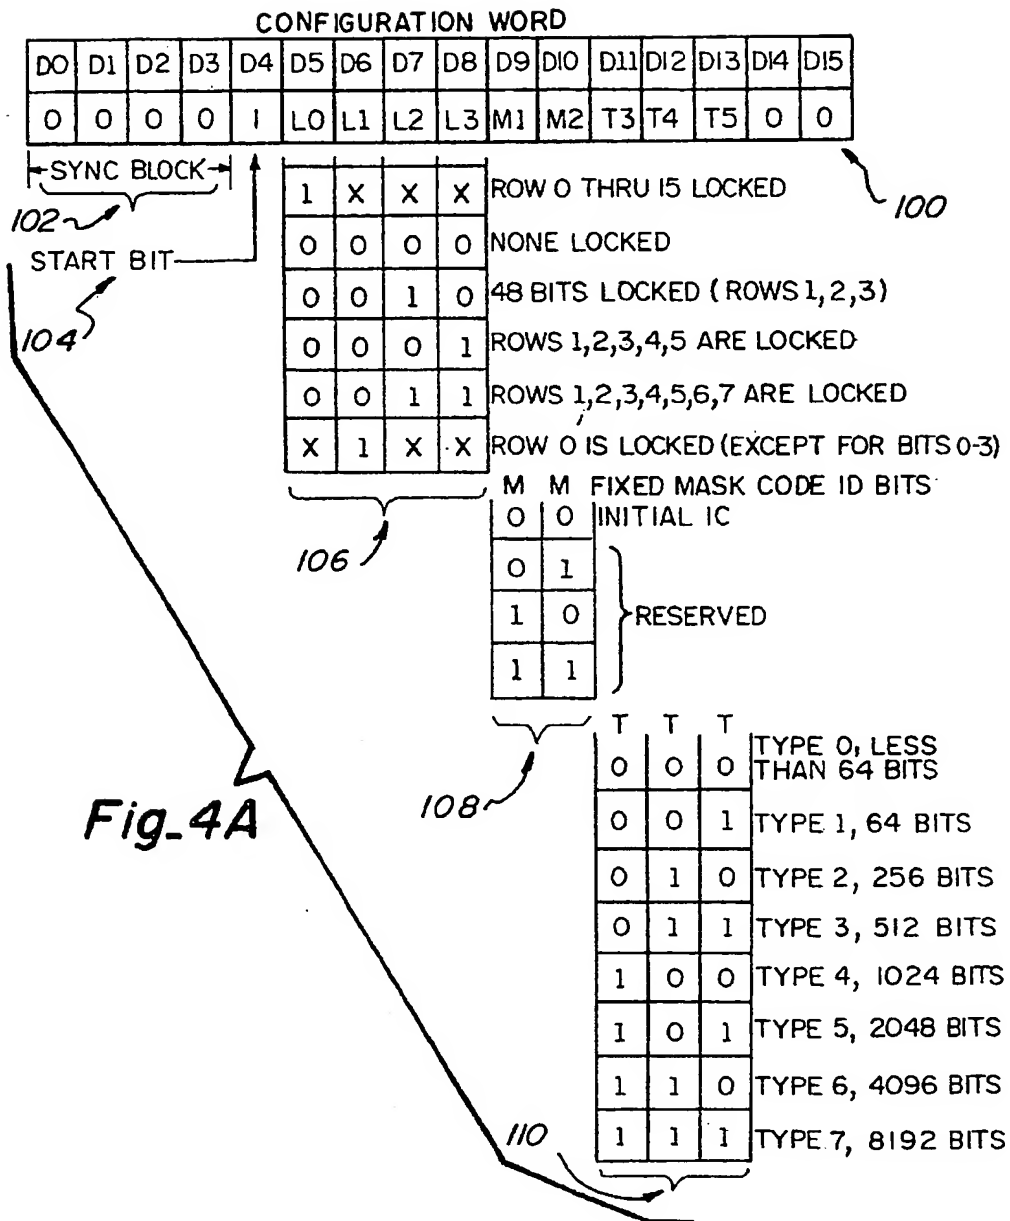 CONFIGURATION WORD
D0 D1 D2 D3 D4 D5 D6 D7 D8 D9 D10 D11 D12 D13 D14 D15
0 0 0 0 1 L0 L1 L2 L3 M1 M2 T3 T4 T5 0 0
SYNC BLOCK
102
100
START BIT
104
1 X X X ROW 0 THRU 15 LOCKED
0 0 0 0 NONE LOCKED
0 0 1 0 48 BITS LOCKED (ROWS 1,2,3)
0 0 0 1 ROWS 1,2,3,4,5 ARE LOCKED
0 0 1 1 ROWS 1,2,3,4,5,6,7 ARE LOCKED
X 1 X X ROW 0 IS LOCKED (EXCEPT FOR BITS 0-3)
106
M M FIXED MASK CODE ID BITS
0 0 INITIAL IC
0 1
1 0 RESERVED
1 1
108
T T T
0 0 0 TYPE 0, LESS
THAN 64 BITS
0 0 1 TYPE 1, 64 BITS
0 1 0 TYPE 2, 256 BITS
0 1 1 TYPE 3, 512 BITS
1 0 0 TYPE 4, 1024 BITS
1 0 1 TYPE 5, 2048 BITS
1 1 0 TYPE 6, 4096 BITS
1 1 1 TYPE 7, 8192 BITS
110
Fig_4A